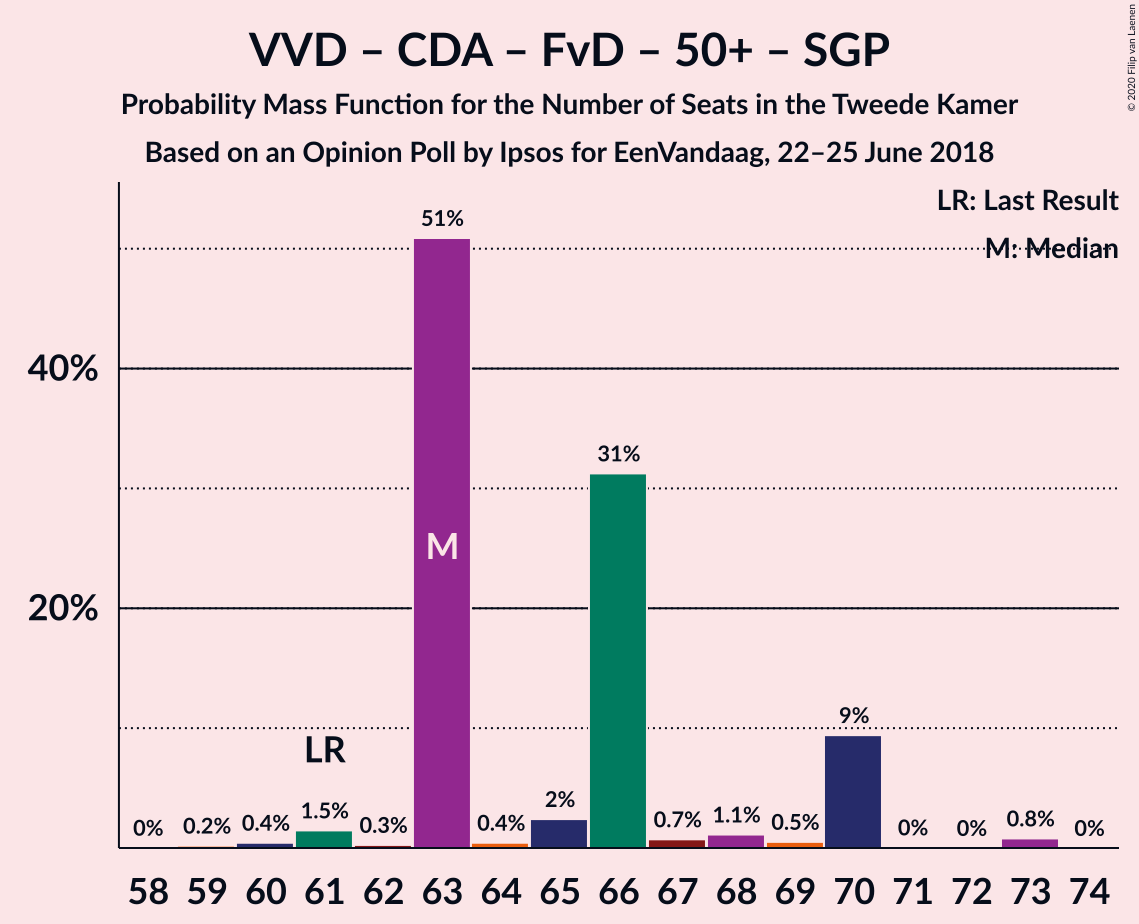 VVD – CDA – FvD – 50+ – SGP
Probability Mass Function for the Number of Seats in the Tweede Kamer
Based on an Opinion Poll by Ipsos for EenVandaag, 22–25 June 2018
© 2020 Filip van Laenen
LR: Last Result
M: Median
40%
20%
51%
31%
9%
LR
M
0% 0.2% 0.4% 1.5% 0.3% 0.4% 2% 0.7% 1.1% 0.5% 0% 0% 0.8% 0%
58 59 60 61 62 63 64 65 66 67 68 69 70 71 72 73 74